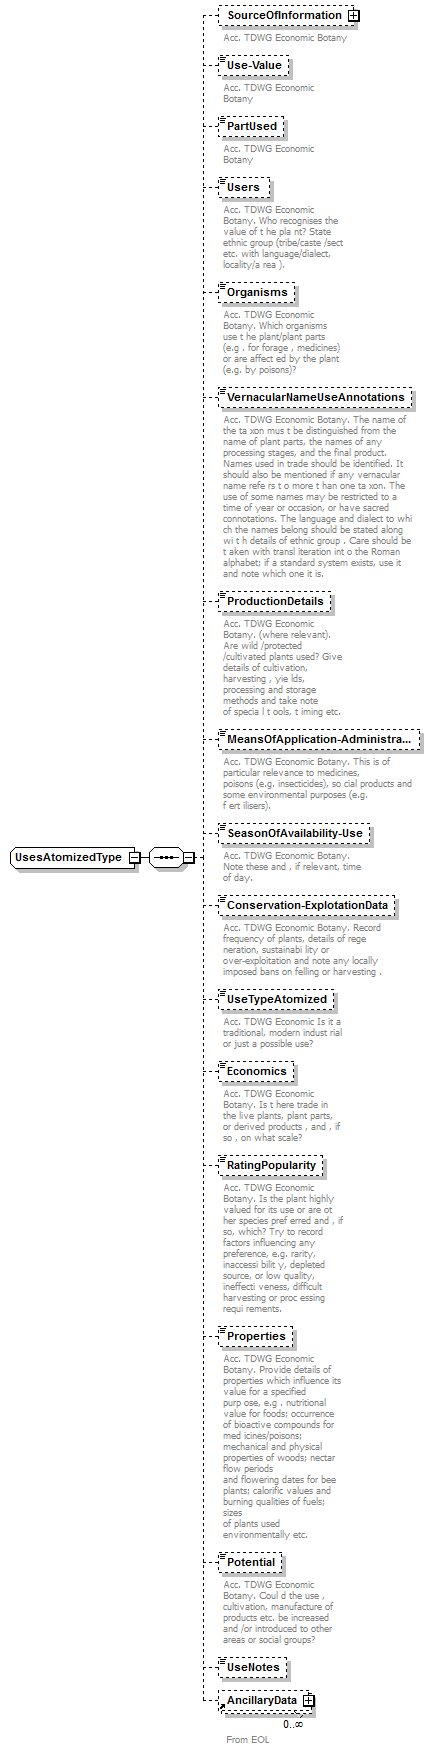 SourceOfInformation
Acc. TDWG Economic Botany
Use-Value
Acc. TDWG Economic
Botany
PartUsed
Acc. TDWG Economic
Botany
Users
Acc. TDWG Economic
Botany. Who recognises the
value of t he pla nt? State
ethnic group (tribe/caste /sect
etc. with language/dialect,
locality/a rea ).
Organisms
Acc. TDWG Economic
Botany. Which organisms
use t he plant/plant parts
(e.g . for forage , medicines)
or are affect ed by the plant
(e.g. by poisons)?
VernacularNameUseAnnotations
Acc. TDWG Economic Botany. The name of
the ta xon mus t be distinguished from the
name of plant parts, the names of any
processing stages, and the final product.
Names used in trade should be identified. It
should also be mentioned if any vernacular
name refe rs t o more t han one ta xon. The
use of some names may be restricted to a
time of year or occasion, or have sacred
connotations. The language and dialect to whi
ch the names belong should be stated along
wi t h details of ethnic group . Care should be
t aken with transl iteration int o the Roman
alphabet; if a standard system exists, use it
and note which one it is.
ProductionDetails
Acc. TDWG Economic
Botany. (where relevant).
Are wild /protected
/cultivated plants used? Give
details of cultivation,
harvesting , yie lds,
processing and storage
methods and take note
of specia l t ools, t iming etc.
MeansOfApplication-Administra...
Acc. TDWG Economic Botany. This is of
particular relevance to medicines,
poisons (e.g. insecticides), so cial products and
some environmental purposes (e.g.
f ert ilisers).
UsesAtomizedType
SeasonOfAvailability-Use
Acc. TDWG Economic Botany.
Note these and , if relevant, time
of day.
Conservation-ExplotationData
Acc. TDWG Economic Botany. Record
frequency of plants, details of rege
neration, sustainabi lity or
over-exploitation and note any locally
imposed bans on felling or harvesting .
UseTypeAtomized
Acc. TDWG Economic Is it a
traditional, modern indust rial
or just a possible use?
Economics
Acc. TDWG Economic
Botany. Is t here trade in
the live plants, plant parts,
or derived products , and , if
so , on what scale?
RatingPopularity
Acc. TDWG Economic
Botany. Is the plant highly
valued for its use or are ot
her species pref erred and , if
so, which? Try to record
factors influencing any
preference, e.g. rarity,
inaccessi bilit y, depleted
source, or low quality,
ineffecti veness, difficult
harvesting or proc essing
requi rements.
Properties
Acc. TDWG Economic
Botany. Provide details of
properties which influence its
value for a specified
purp ose, e.g . nutritional
value for foods; occurrence
of bioactive compounds for
med icines/poisons;
mechanical and physical
properties of woods; nectar
flow periods
and flowering dates for bee
plants; calorific values and
burning qualities of fuels;
sizes
of plants used
environmentally etc.
Potential
Acc. TDWG Economic
Botany. Coul d the use ,
cultivation, manufacture of
products etc. be increased
and /or introduced to other
areas or social groups?
UseNotes
AncillaryData
0..∞
From EOL